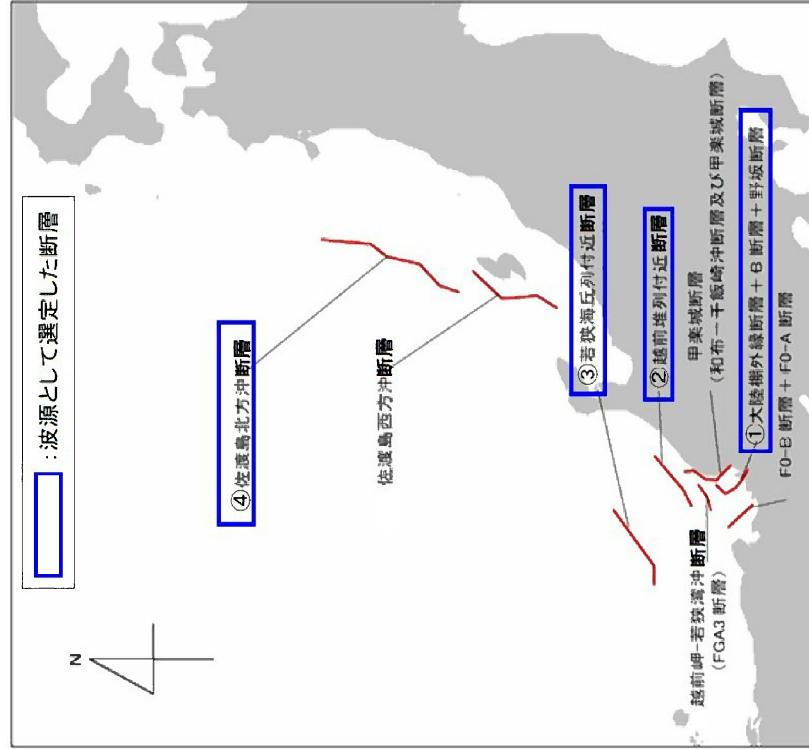 ：波源として選定した断層
N
④佐渡島北方沖断層
佐渡島西方沖断層
③若狭海丘列付近断層
②越前堆列付近断層
甲楽城断層
（和布－干飯崎沖断層及び甲楽城断層）
①大陸棚外縁断層＋B断層＋野坂断層
FO-B断層＋FO-A断層
越前岬-若狭湾沖断層
（FGA3断層）